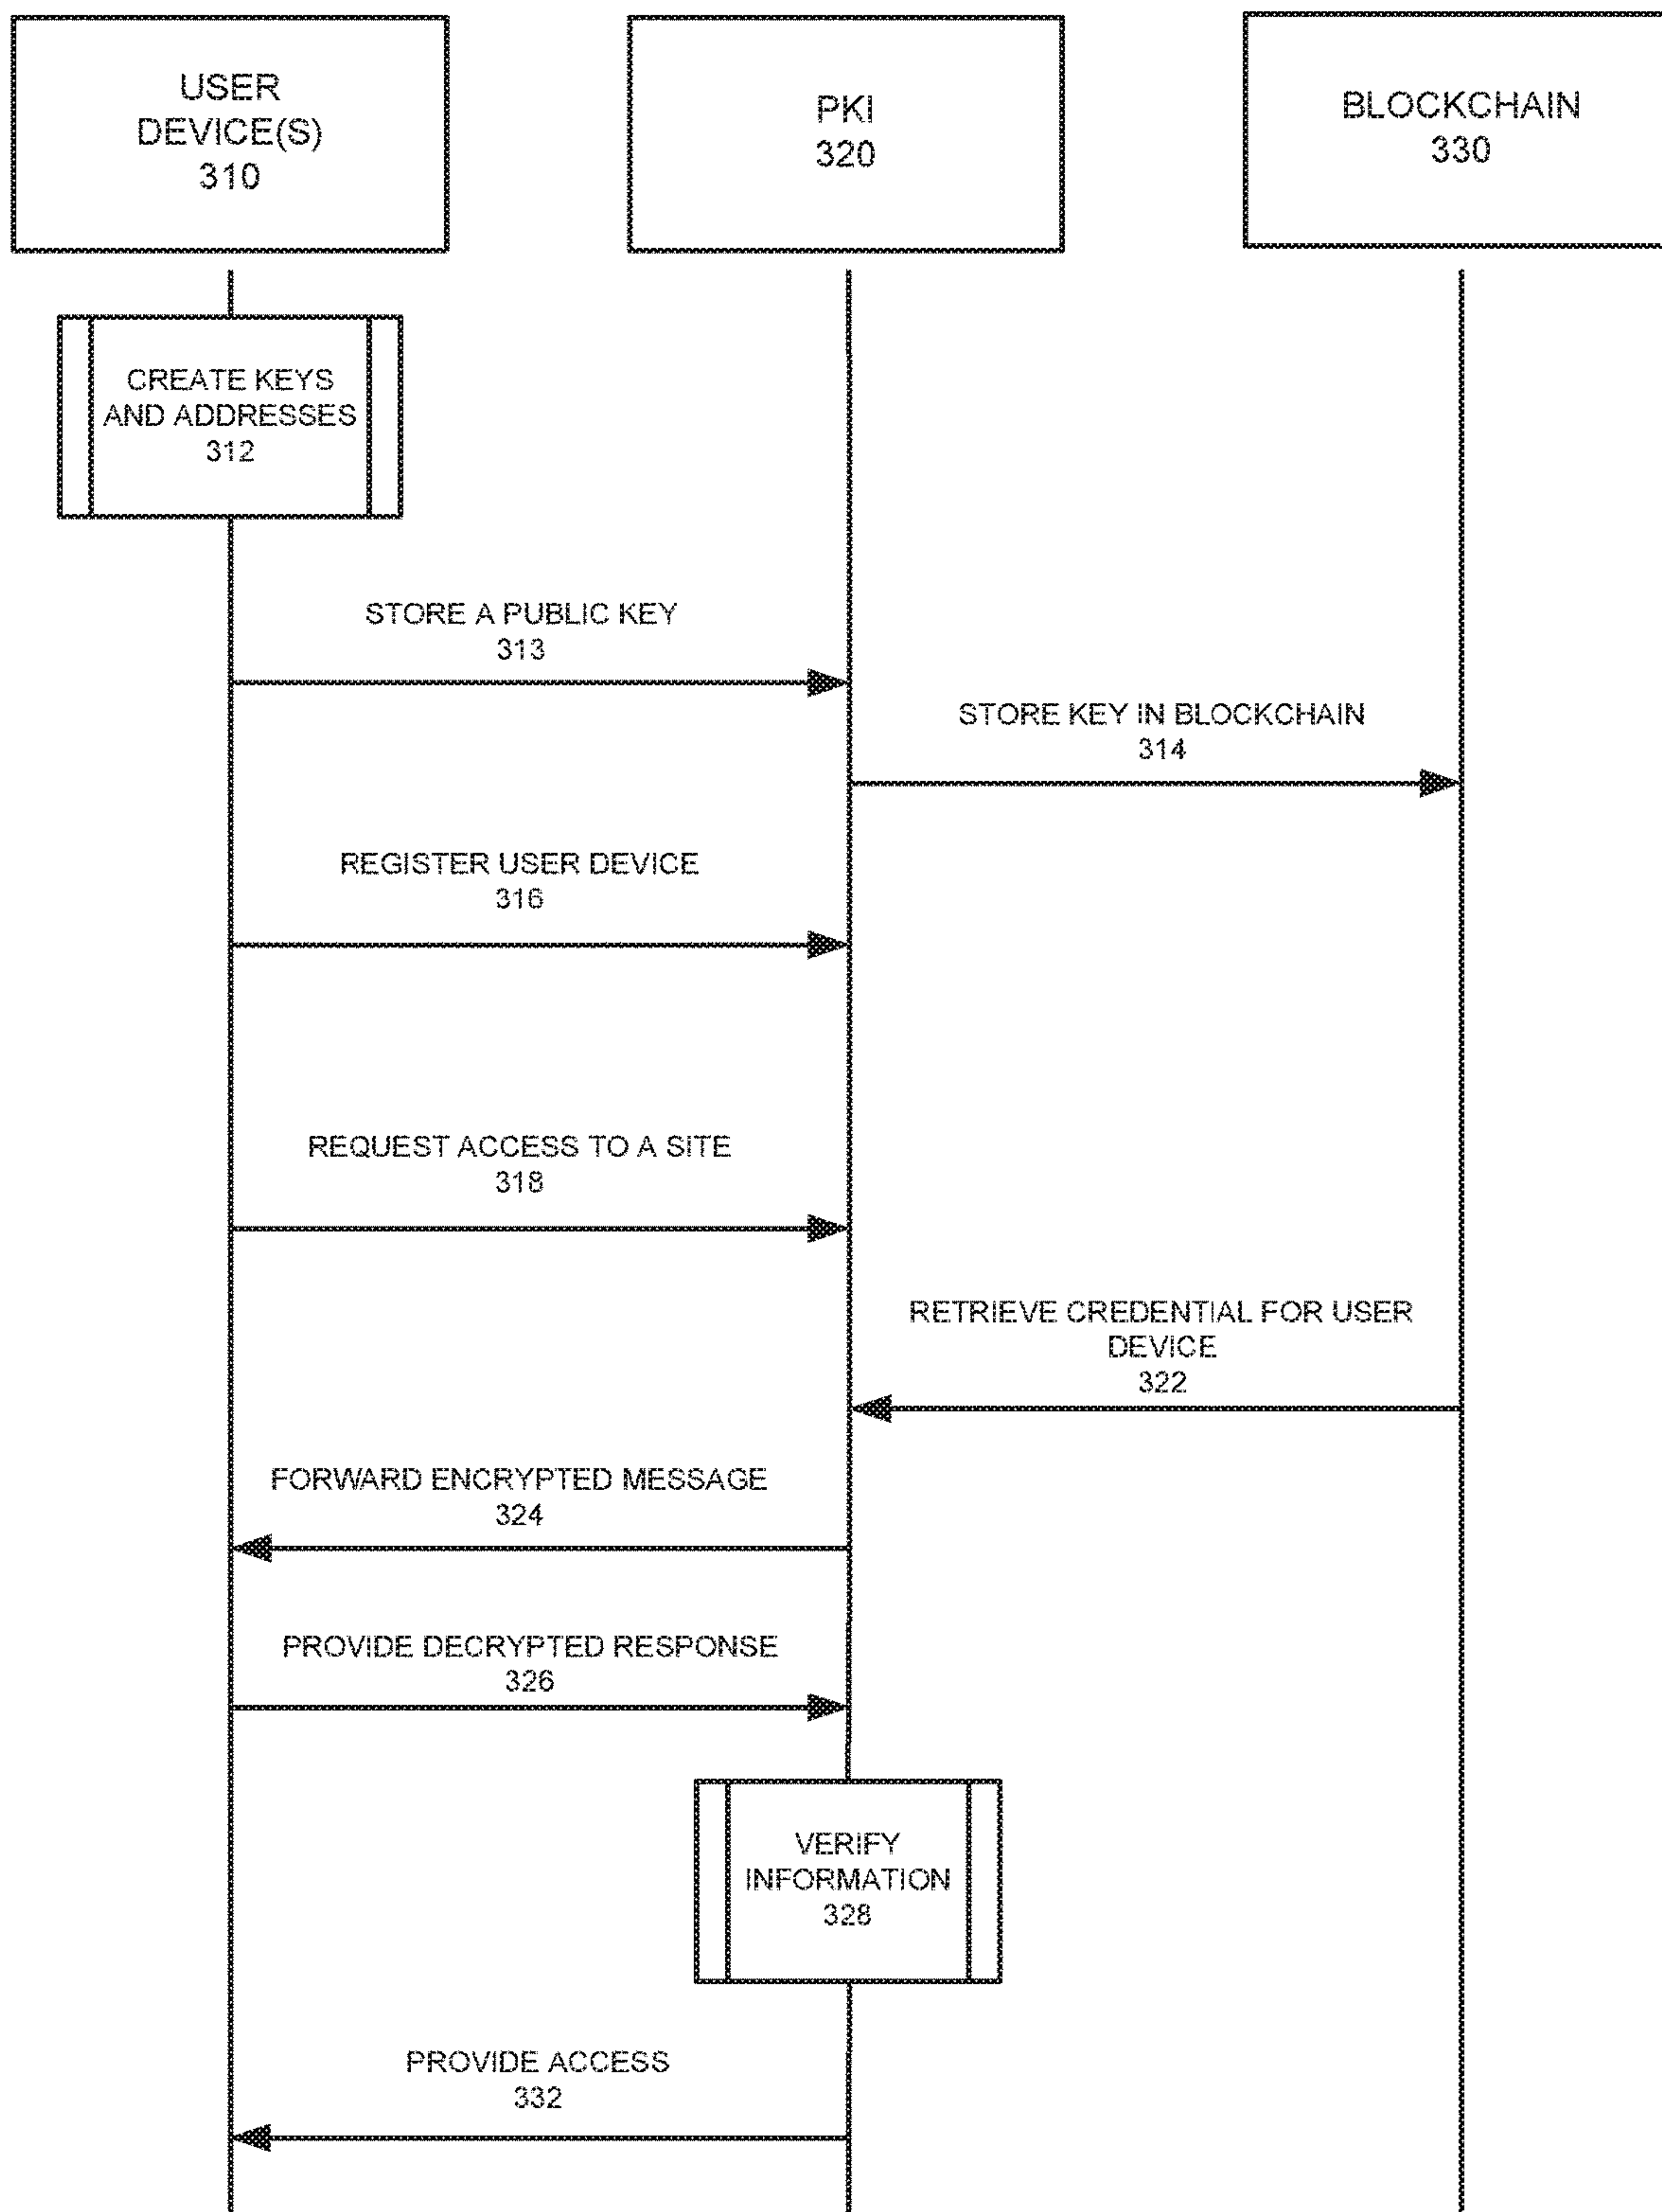 USER
DEVICE(S)
310
PKI
320
BLOCKCHAIN
330
CREATE KEYS
AND ADDRESSES
312
STORE A PUBLIC KEY
313
STORE KEY IN BLOCKCHAIN
314
REGISTER USER DEVICE
316
REQUEST ACCESS TO A SITE
318
RETRIEVE CREDENTIAL FOR USER
DEVICE
322
FORWARD ENCRYPTED MESSAGE
324
PROVIDE DECRYPTED RESPONSE
326
VERIFY
INFORMATION
328
PROVIDE ACCESS
332